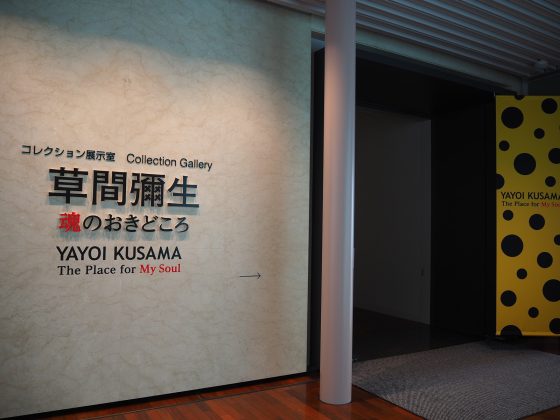 コレクション展示室 Collection Gallery
草間彌生
魂のおきどころ
YAYOI KUSAMA
The Place for My Soul
YAYOI KUSAMA
The Place for My Soul